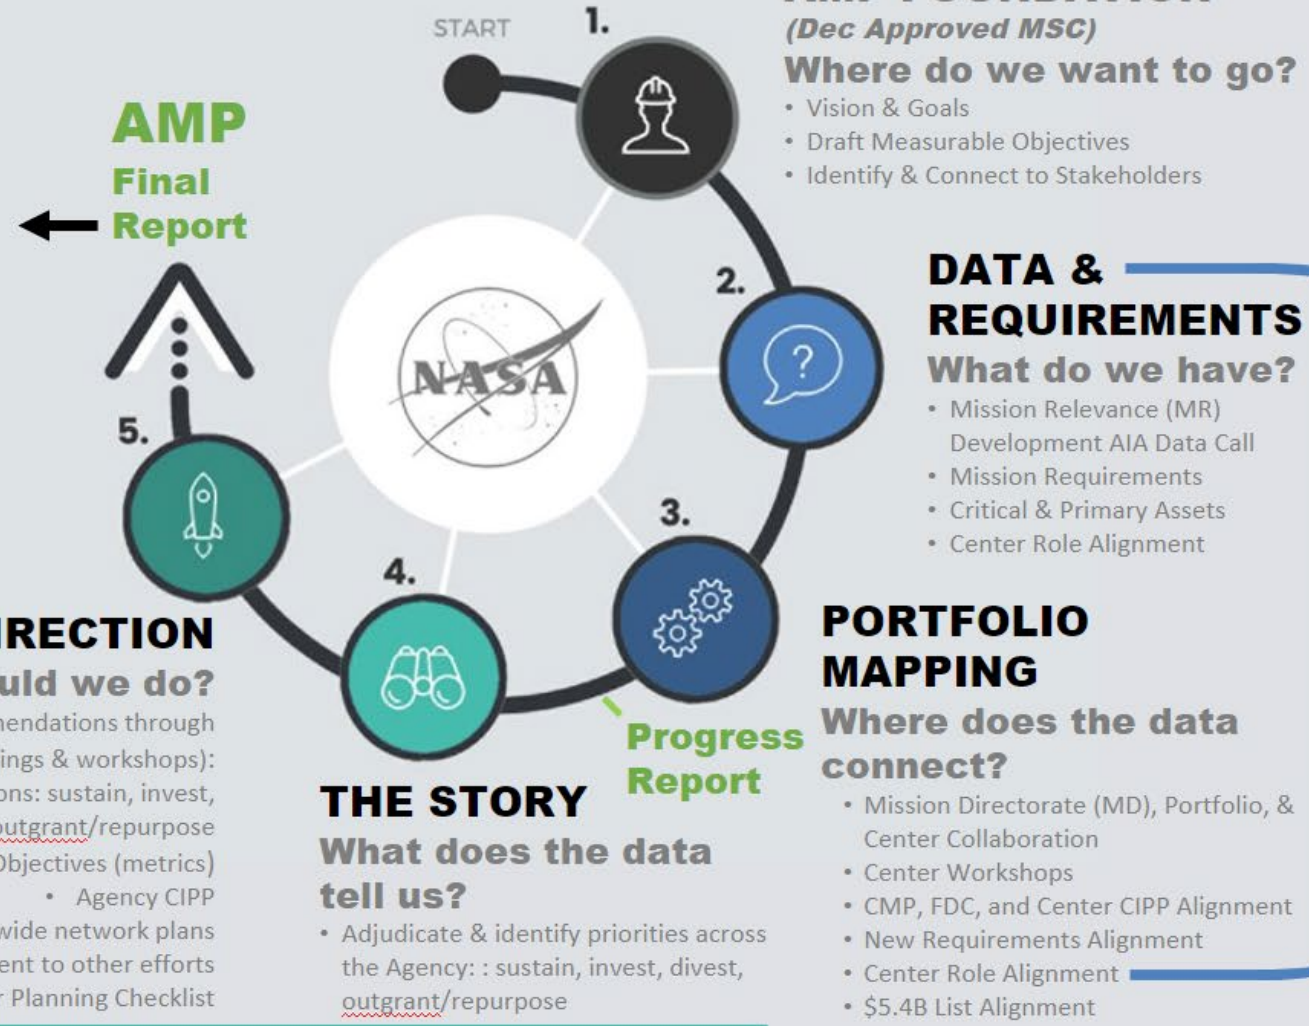 START
1.
(Dec Approved MSC)
Where do we want to go?
• Vision & Goals
• Draft Measurable Objectives
• Identify & Connect to Stakeholders
AMP
Final
Report
NASA
2.
?
DATA &
REQUIREMENTS
What do we have?
• Mission Relevance (MR)
Development AIA Data Call
• Mission Requirements
• Critical & Primary Assets
• Center Role Alignment
3.
PORTFOLIO
MAPPING
Where does the data
connect?
• Mission Directorate (MD), Portfolio, &
Center Collaboration
• Center Workshops
• CMP, FDC, and Center CIPP Alignment
• New Requirements Alignment
• Center Role Alignment
• $5.4B List Alignment
Progress
Report
4.
THE STORY
What does the data
tell us?
• Adjudicate & identify priorities across
the Agency: : sustain, invest, divest,
outgrant/repurpose
5.
IRECTION
uld we do?
mendations through
ings & workshops):
ons: sustain, invest,
outgrant/repurpose
Objectives (metrics)
• Agency CIPP
wide network plans
ent to other efforts
r Planning Checklist